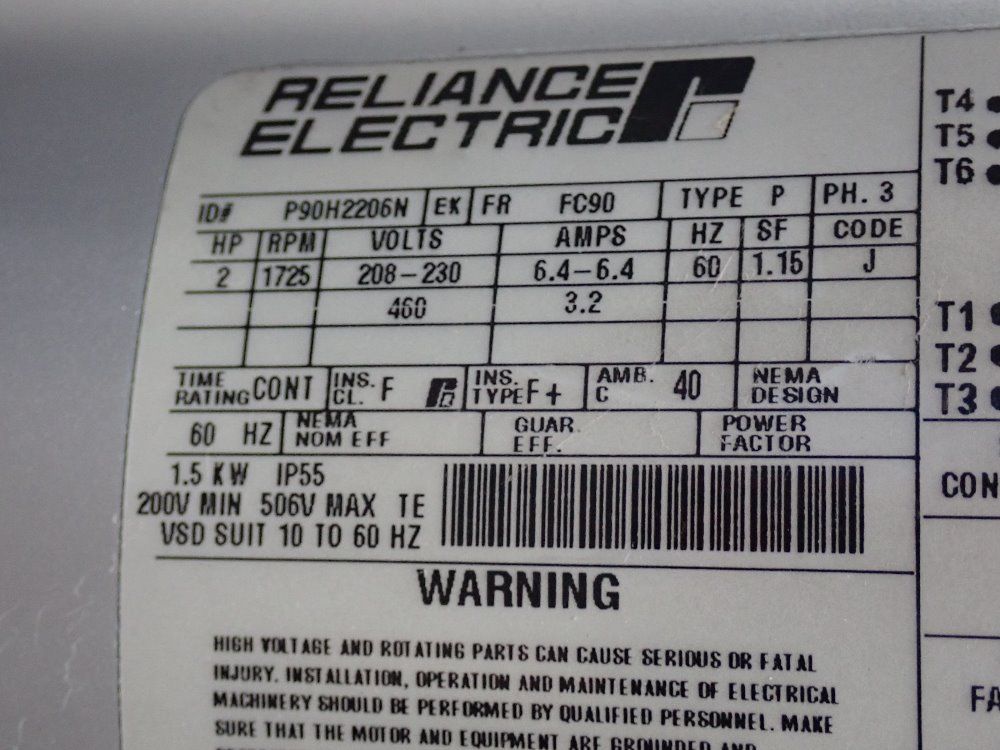 RELIANCE
ELECTRIC
ID# P90H2206N EK FR FC90 TYPE P PH. 3
HP RPM VOLTS AMPS HZ SF CODE
2 1725 208-230 6.4-6.4 60 1.15 J
460 3.2
TIME RATING CONT INS. CL. F INS. TYPE F+ AMB. C 40 NEMA DESIGN
60 HZ NEMA NOM EFF GUAR. EFF. POWER FACTOR
1.5 KW IP55
200V MIN 506V MAX TE
VSD SUIT 10 TO 60 HZ
WARNING
HIGH VOLTAGE AND ROTATING PARTS CAN CAUSE SERIOUS OR FATAL
INJURY. INSTALLATION, OPERATION AND MAINTENANCE OF ELECTRICAL
MACHINERY SHOULD BE PERFORMED BY QUALIFIED PERSONNEL. MAKE
SURE THAT THE MOTOR AND EQUIPMENT ARE GROUNDED AND
T4
T5
T6
T1
T2
T3
CON
FA